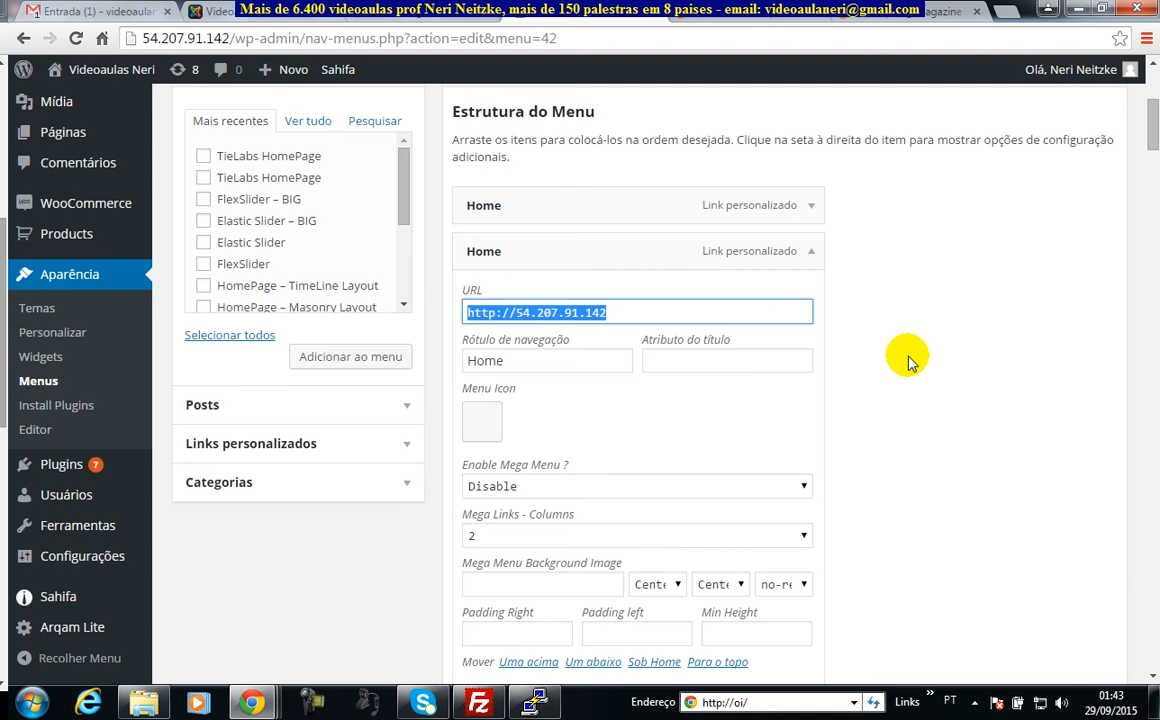 Mais de 6.400 videoaulas prof Neri Neitzke, mais de 150 palestras em 8 paises - email: videoaulaneri@gmail.com
Entrada (1) - videoaula
Video
agazine
54.207.91.142/wp-admin/nav-menus.php?action=edit&menu=42
Videoaulas Neri
8
0
Novo
Sahifa
Olá, Neri Neitzke
Mídia
Páginas
Comentários
WooCommerce
Products
Aparência
Temas
Personalizar
Widgets
Menus
Install Plugins
Editor
Plugins 7
Usuários
Ferramentas
Configurações
Sahifa
Arqam Lite
Recolher Menu
Mais recentes
Ver tudo
Pesquisar
TieLabs HomePage
TieLabs HomePage
FlexSlider – BIG
Elastic Slider – BIG
Elastic Slider
FlexSlider
HomePage – TimeLine Layout
HomePage – Masonry Layout
Selecionar todos
Adicionar ao menu
Posts
Links personalizados
Categorias
Estrutura do Menu
Arraste os itens para colocá-los na ordem desejada. Clique na seta à direita do item para mostrar opções de configuração
adicionais.
Home
Link personalizado
Home
Link personalizado
URL
http://54.207.91.142
Rótulo de navegação
Atributo do título
Home
Menu Icon
Enable Mega Menu ?
Disable
Mega Links - Columns
2
Mega Menu Background Image
Cente
Cente
no-re
Padding Right
Padding left
Min Height
Mover Uma acima Um abaixo Sob Home Para o topo
Endereço
http://oi/
Links
PT
01:43
29/09/2015